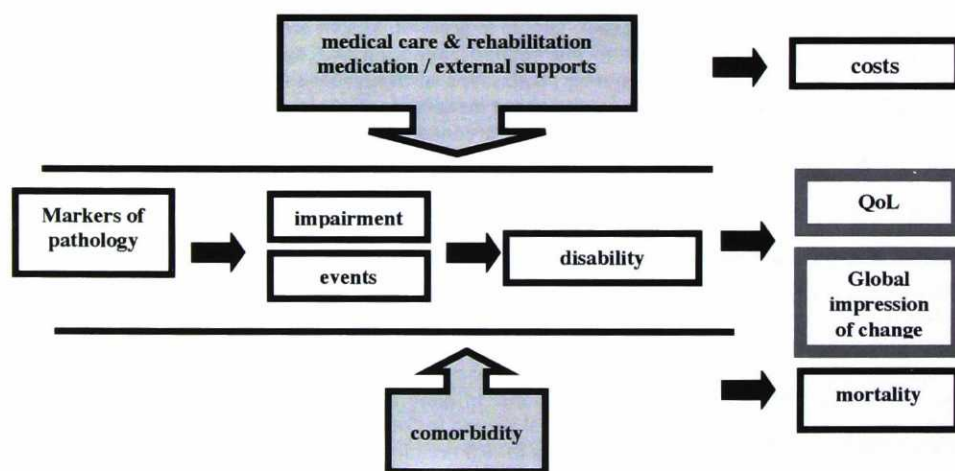 medical care & rehabilitation
medication / external supports
costs
Markers of
pathology
impairment
events
disability
QoL
Global
impression
of change
mortality
comorbidity